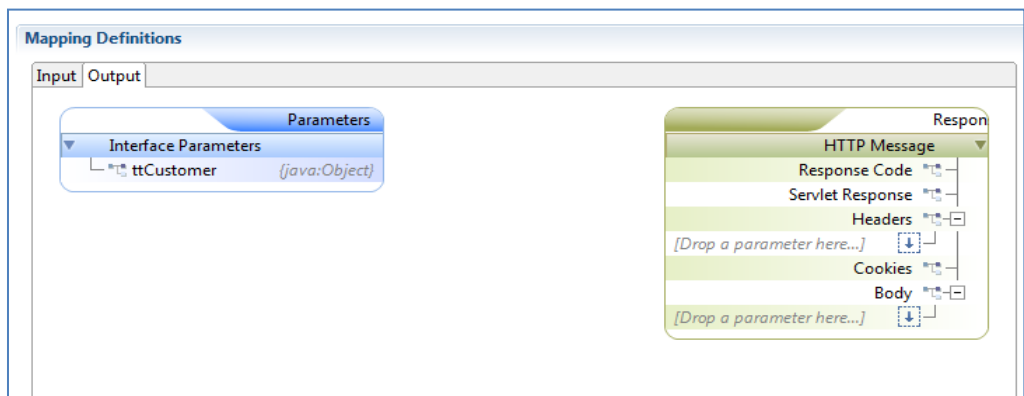 Mapping Definitions
Input Output
Parameters
Interface Parameters
ttCustomer {java:Object}
Respon
HTTP Message
Response Code
Servlet Response
Headers
[Drop a parameter here...]
Cookies
Body
[Drop a parameter here...]